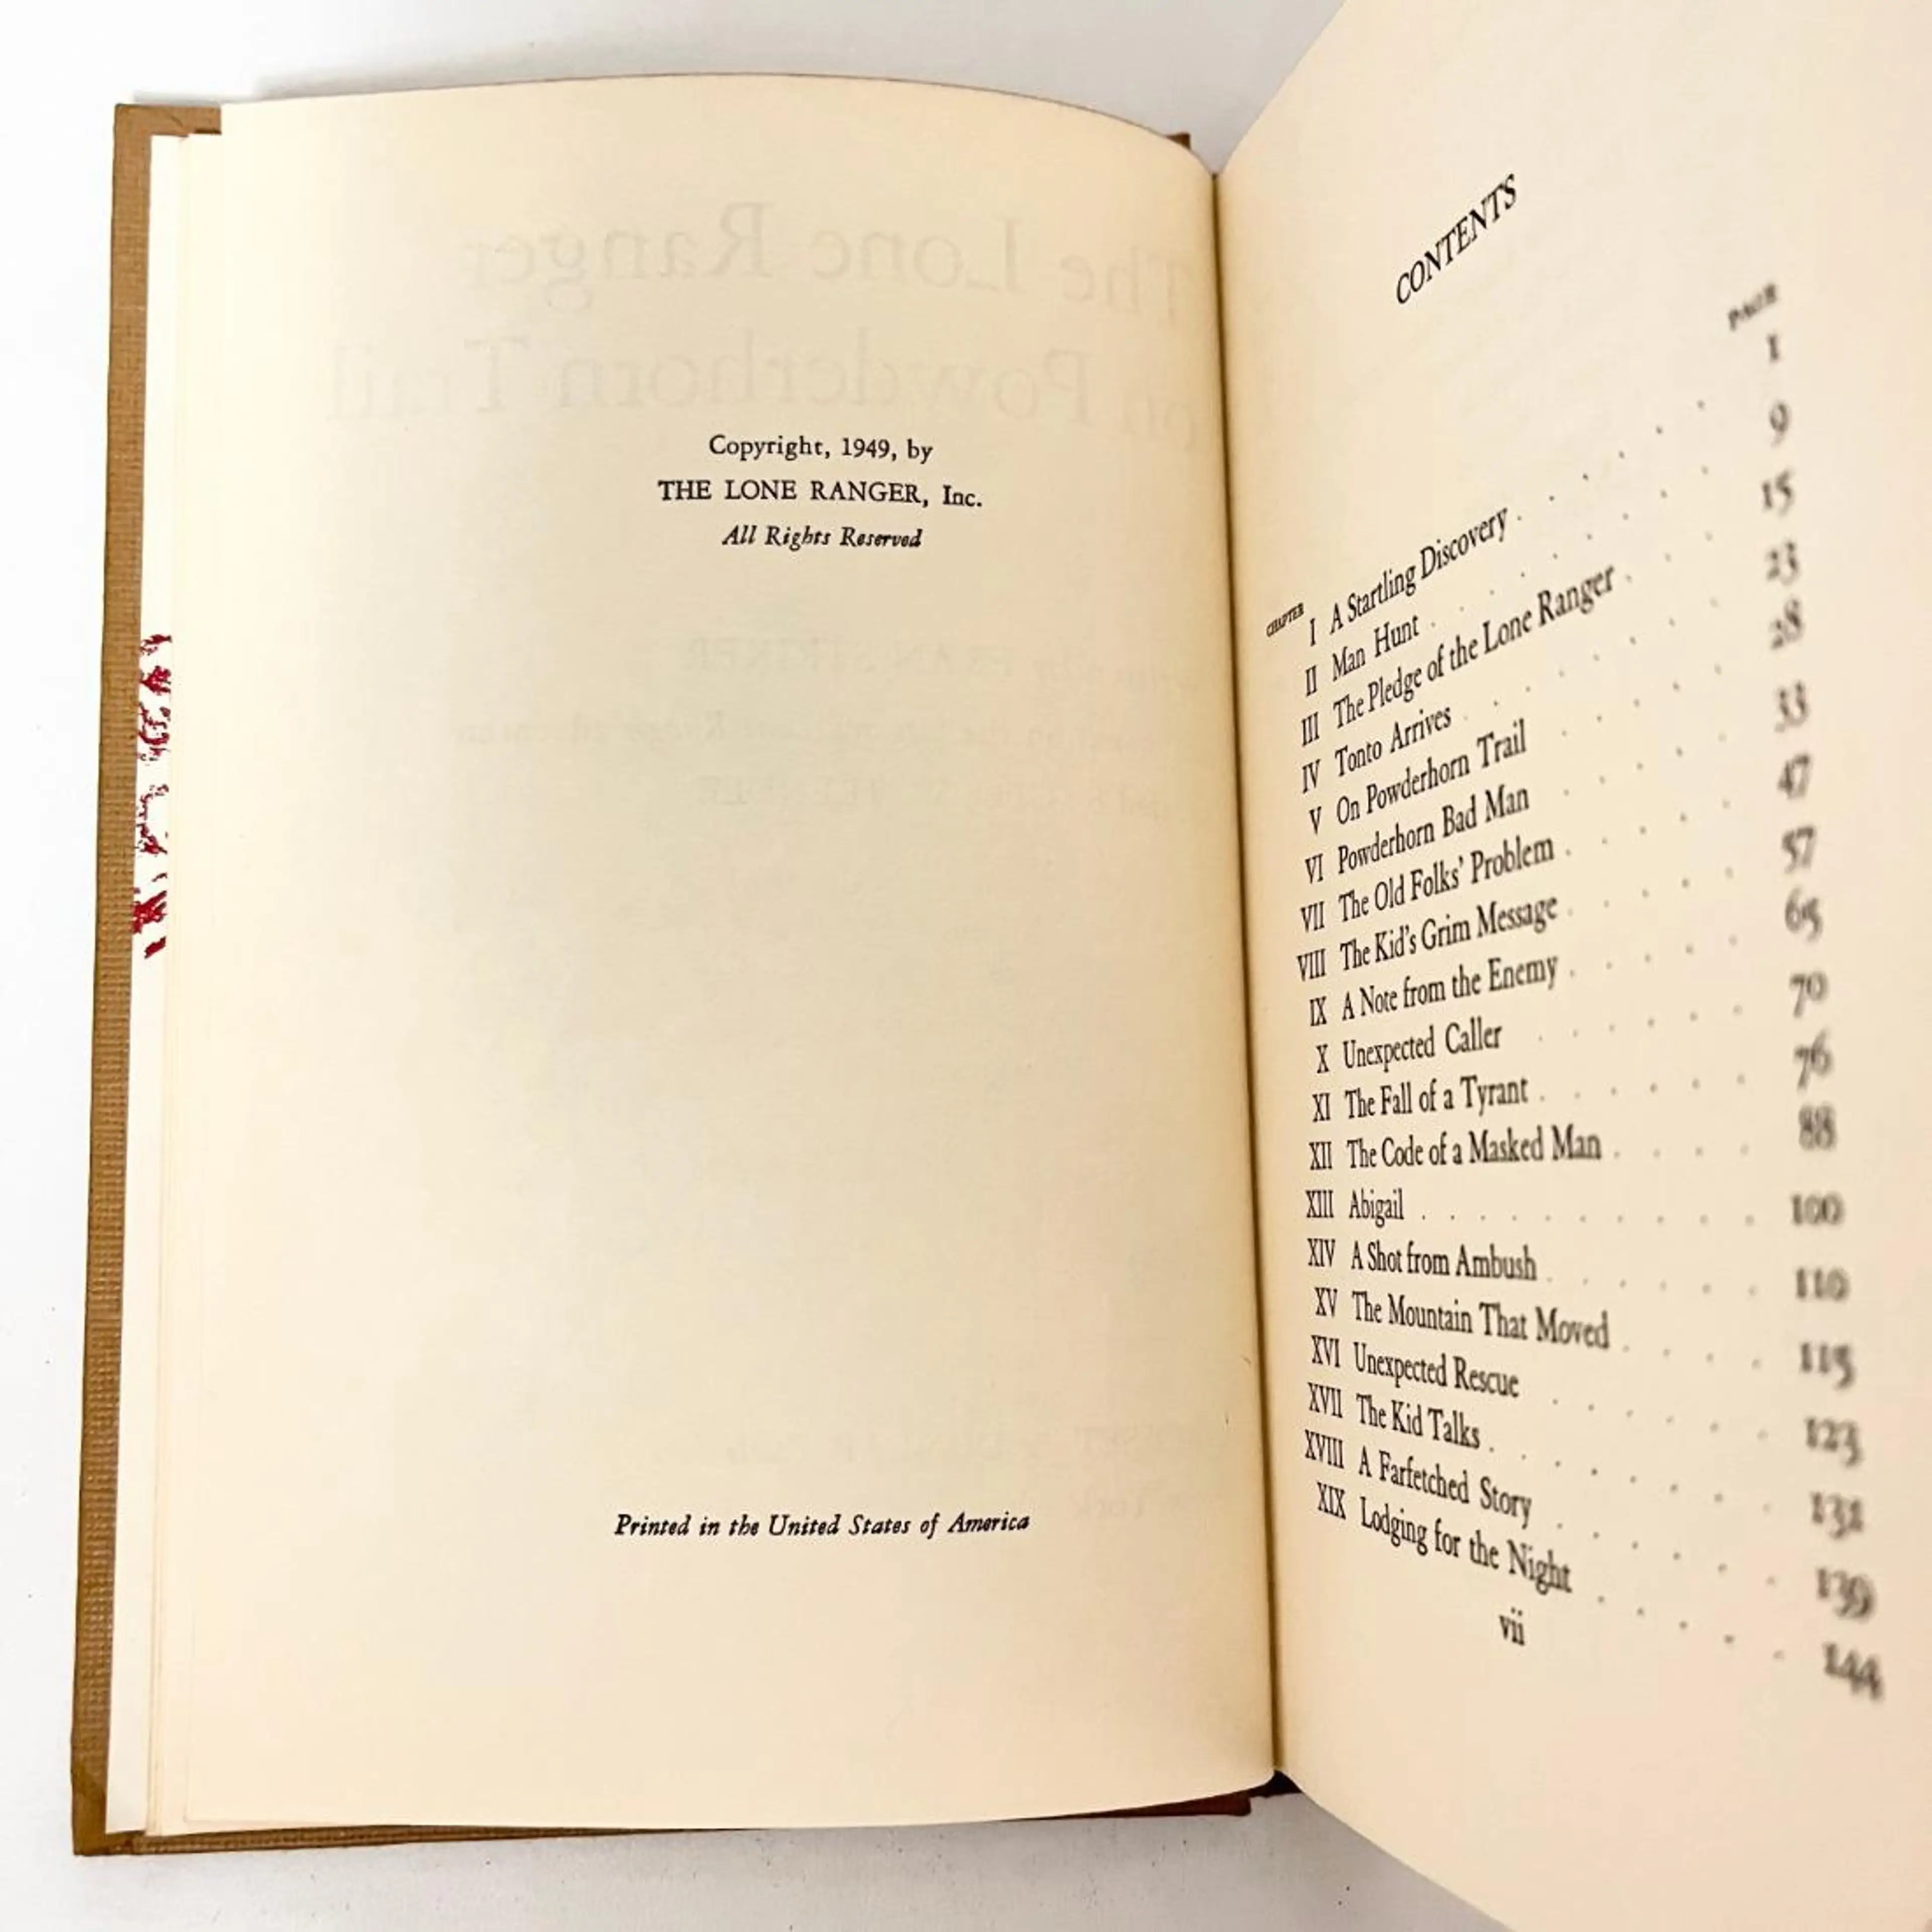 Copyright, 1949, by
THE LONE RANGER, Inc.
All Rights Reserved
Printed in the United States of America
CONTENTS
CHAPTER PAGE
I A Startling Discovery . . . . . 1
II Man Hunt . . . . . . . 9
III The Pledge of the Lone Ranger . . . 15
IV Tonto Arrives . . . . . . 23
V On Powderhorn Trail . . . . . 28
VI Powderhorn Bad Man . . . . . 33
VII The Old Folks' Problem . . . . . 47
VIII The Kid's Grim Message . . . . . 57
IX A Note from the Enemy . . . . . 65
X Unexpected Caller . . . . . . 70
XI The Fall of a Tyrant . . . . . . 76
XII The Code of a Masked Man . . . . 88
XIII Abigail . . . . . . . . . 100
XIV A Shot from Ambush . . . . . . 110
XV The Mountain That Moved . . . . 115
XVI Unexpected Rescue . . . . . . 123
XVII The Kid Talks . . . . . . . 131
XVIII A Farfetched Story . . . . . . 139
XIX Lodging for the Night . . . . . 144
vii